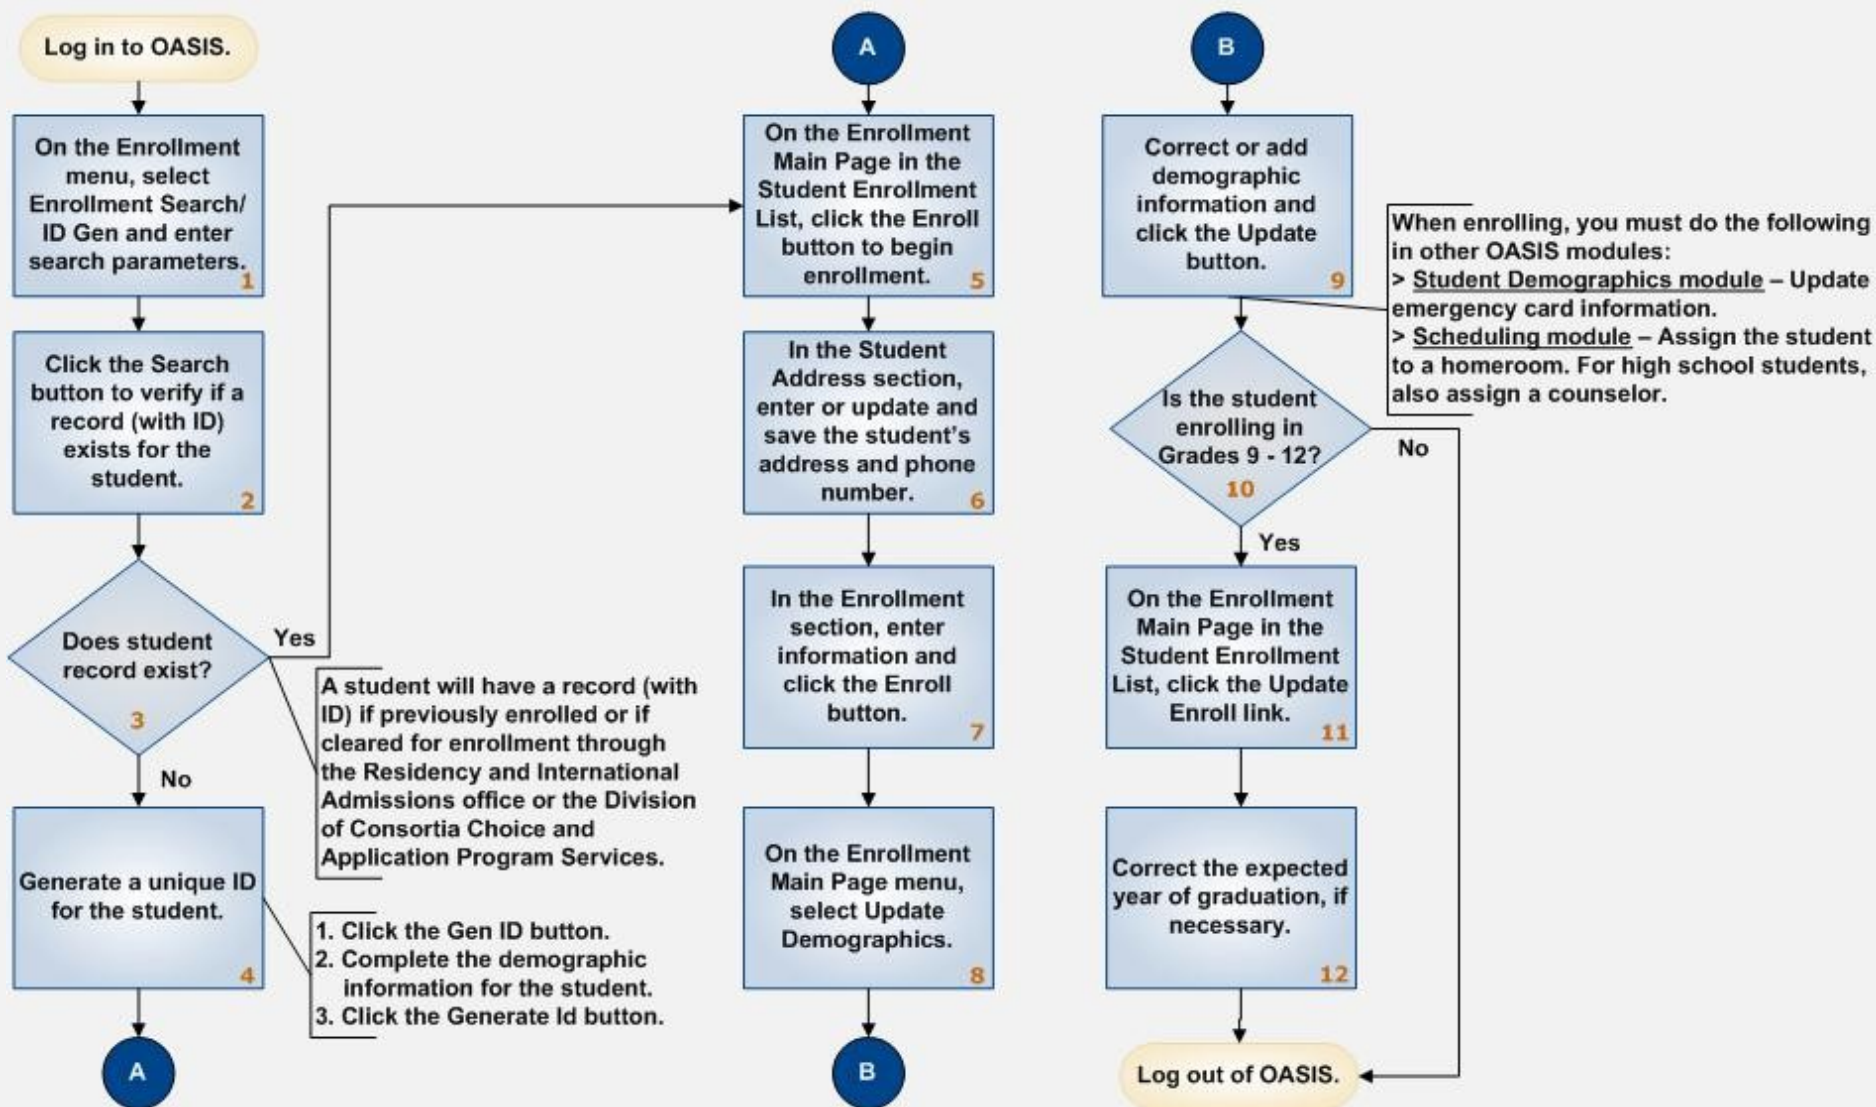 Log in to OASIS.
On the Enrollment
menu, select
Enrollment Search/
ID Gen and enter
search parameters.
1
Click the Search
button to verify if a
record (with ID)
exists for the
student.
2
Does student
record exist?
3
Yes
No
A student will have a record (with
ID) if previously enrolled or if
cleared for enrollment through
the Residency and International
Admissions office or the Division
of Consortia Choice and
Application Program Services.
Generate a unique ID
for the student.
4
1. Click the Gen ID button.
2. Complete the demographic
information for the student.
3. Click the Generate Id button.
A
A
On the Enrollment
Main Page in the
Student Enrollment
List, click the Enroll
button to begin
enrollment.
5
In the Student
Address section,
enter or update and
save the student's
address and phone
number.
6
In the Enrollment
section, enter
information and
click the Enroll
button.
7
On the Enrollment
Main Page menu,
select Update
Demographics.
8
B
B
Correct or add
demographic
information and
click the Update
button.
9
When enrolling, you must do the following
in other OASIS modules:
> Student Demographics module – Update
emergency card information.
> Scheduling module – Assign the student
to a homeroom. For high school students,
also assign a counselor.
Is the student
enrolling in
Grades 9 - 12?
10
No
Yes
On the Enrollment
Main Page in the
Student Enrollment
List, click the Update
Enroll link.
11
Correct the expected
year of graduation, if
necessary.
12
Log out of OASIS.